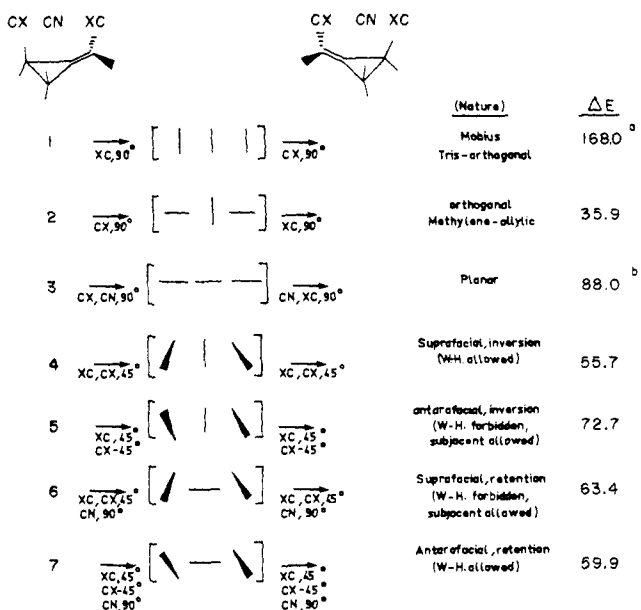 CX CN XC
CX CN XC
(Nature) ΔE
1 XC,90° CX,90° Mobius Tris-orthogonal 168.0 a
2 CX,90° XC,90° orthogonal Methylene-allylic 35.9
3 CX,CN,90° CN,XC,90° Planar 88.0 b
4 XC,CX,45° XC,CX,45° Suprafacial, inversion (W-H. allowed) 55.7
5 XC,45° CX-45° XC,45° CX-45° antarafacial, inversion (W-H. forbidden, subjacent allowed) 72.7
6 XC,CX,45° CN,90° XC,CX,45° CN,90° Suprafacial, retention (W-H. forbidden, subjacent allowed) 63.4
7 XC,45° CX-45° CN,90° XC,45° CX-45° CN,90° Antarafacial, retention (W-H. allowed) 59.9